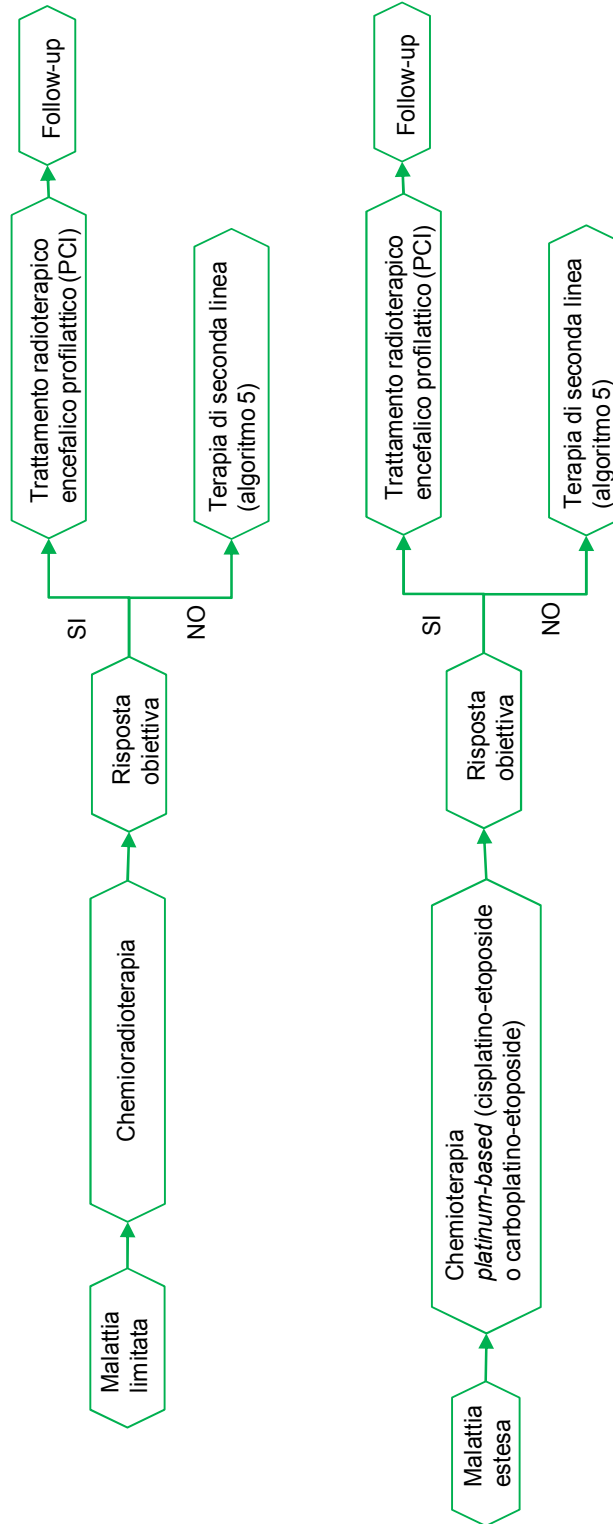 Malattia
limitata
Chemioradioterapia
Risposta
obiettiva
SI
Trattamento radioterapico
encefalico profilattico (PCI)
Follow-up
NO
Terapia di seconda linea
(algoritmo 5)
Malattia
estesa
Chemioterapia
platinum-based (cisplatino-etoposide
o carboplatino-etoposide)
Risposta
obiettiva
SI
Trattamento radioterapico
encefalico profilattico (PCI)
Follow-up
NO
Terapia di seconda linea
(algoritmo 5)